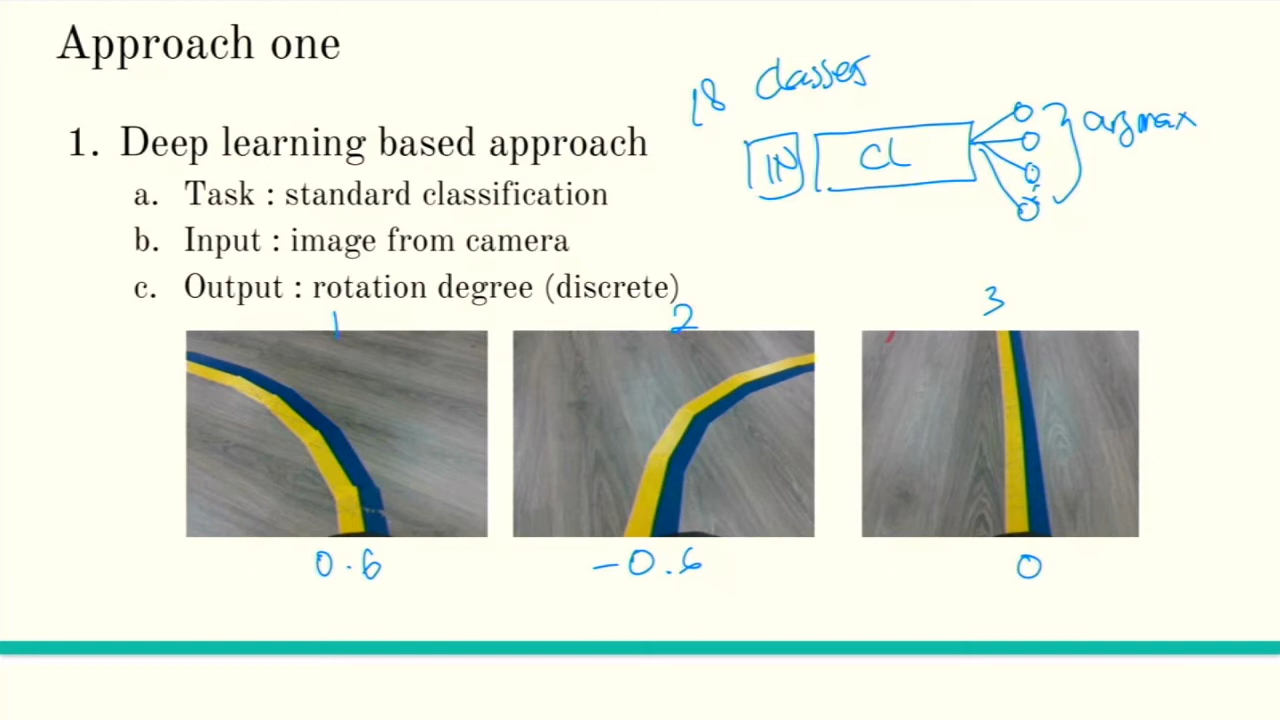 Approach one
18 classes
1. Deep learning based approach
IN CL argmax
a. Task : standard classification
b. Input : image from camera
c. Output : rotation degree (discrete)
1 2 3
0.6 -0.6 0